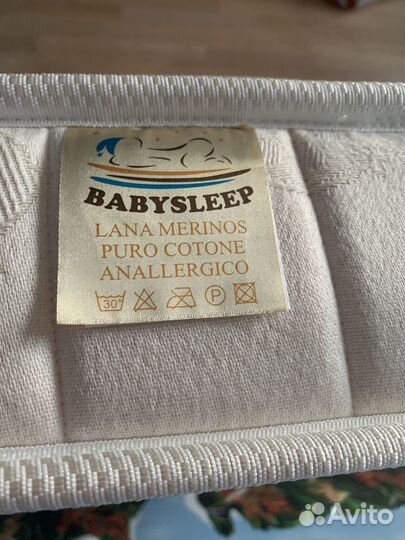 BABYSLEEP
LANA MERINOS
PURO COTONE
ANALLERGICO
30°
P
Avito